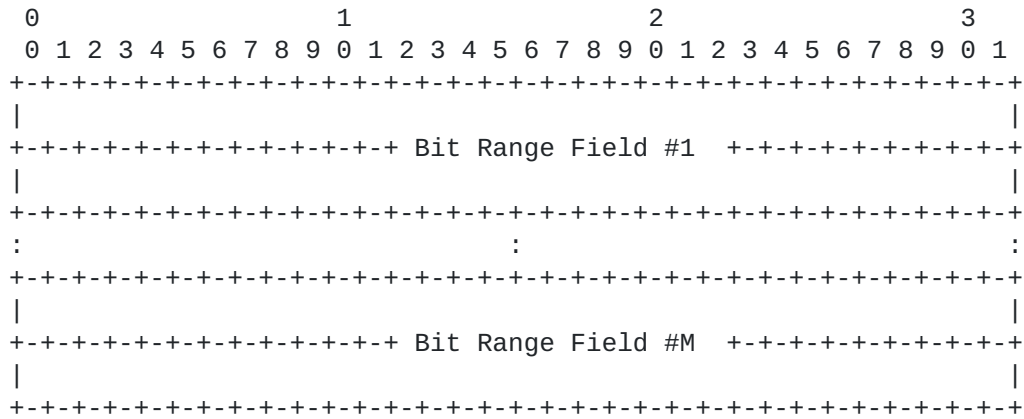 0                   1                   2                   3
 0 1 2 3 4 5 6 7 8 9 0 1 2 3 4 5 6 7 8 9 0 1 2 3 4 5 6 7 8 9 0 1
+-+-+-+-+-+-+-+-+-+-+-+-+-+-+-+-+-+-+-+-+-+-+-+-+-+-+-+-+-+-+-+-+
|                                                               |
+-+-+-+-+-+-+-+-+-+-+-+-+ Bit Range Field #1  +-+-+-+-+-+-+-+-+-+
|                                                               |
+-+-+-+-+-+-+-+-+-+-+-+-+-+-+-+-+-+-+-+-+-+-+-+-+-+-+-+-+-+-+-+-+
:                               :                               :
+-+-+-+-+-+-+-+-+-+-+-+-+-+-+-+-+-+-+-+-+-+-+-+-+-+-+-+-+-+-+-+-+
|                                                               |
+-+-+-+-+-+-+-+-+-+-+-+-+ Bit Range Field #M  +-+-+-+-+-+-+-+-+-+
|                                                               |
+-+-+-+-+-+-+-+-+-+-+-+-+-+-+-+-+-+-+-+-+-+-+-+-+-+-+-+-+-+-+-+-+